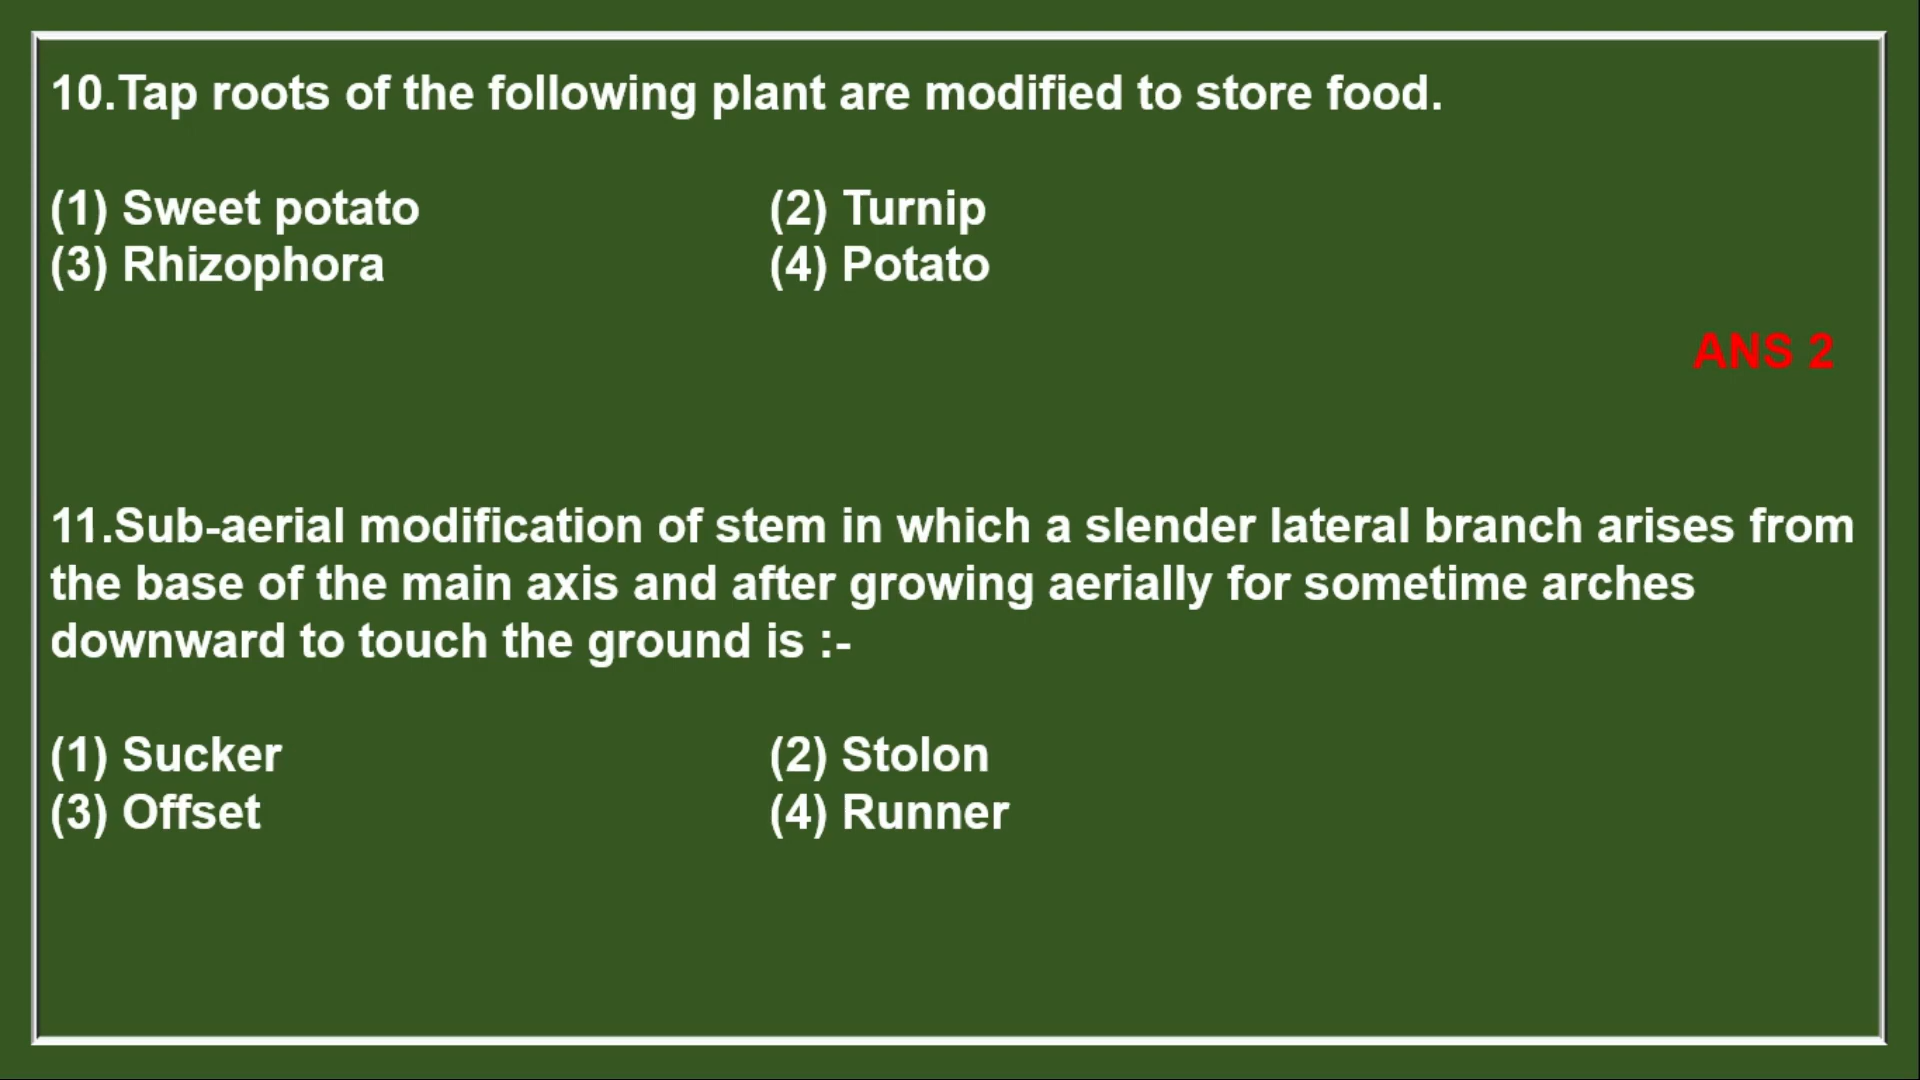 10.Tap roots of the following plant are modified to store food.
(1) Sweet potato (2) Turnip
(3) Rhizophora (4) Potato
ANS 2
11.Sub-aerial modification of stem in which a slender lateral branch arises from
the base of the main axis and after growing aerially for sometime arches
downward to touch the ground is :-
(1) Sucker (2) Stolon
(3) Offset (4) Runner